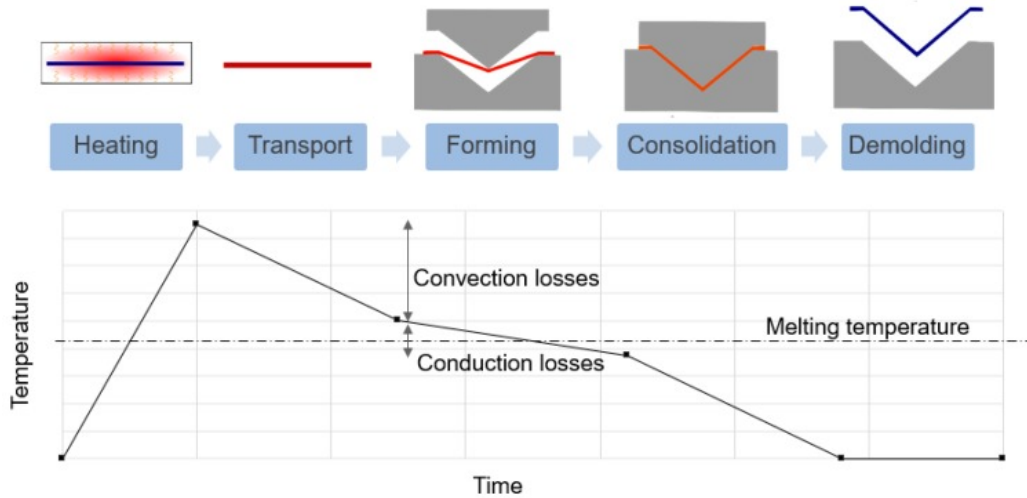 Heating
Transport
Forming
Consolidation
Demolding
Convection losses
Melting temperature
Conduction losses
Temperature
Time